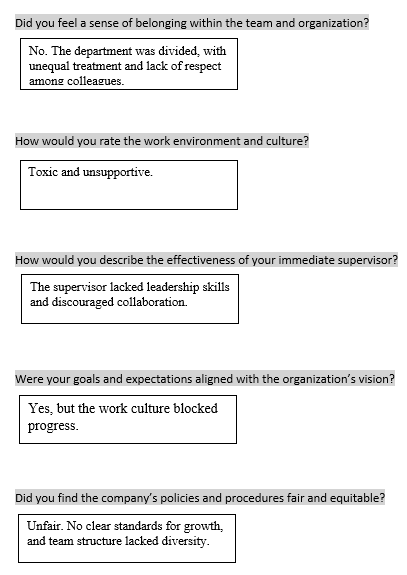 Did you feel a sense of belonging within the team and organization?
No. The department was divided, with
unequal treatment and lack of respect
among colleagues.
How would you rate the work environment and culture?
Toxic and unsupportive.
How would you describe the effectiveness of your immediate supervisor?
The supervisor lacked leadership skills
and discouraged collaboration.
Were your goals and expectations aligned with the organization’s vision?
Yes, but the work culture blocked
progress.
Did you find the company’s policies and procedures fair and equitable?
Unfair. No clear standards for growth,
and team structure lacked diversity.